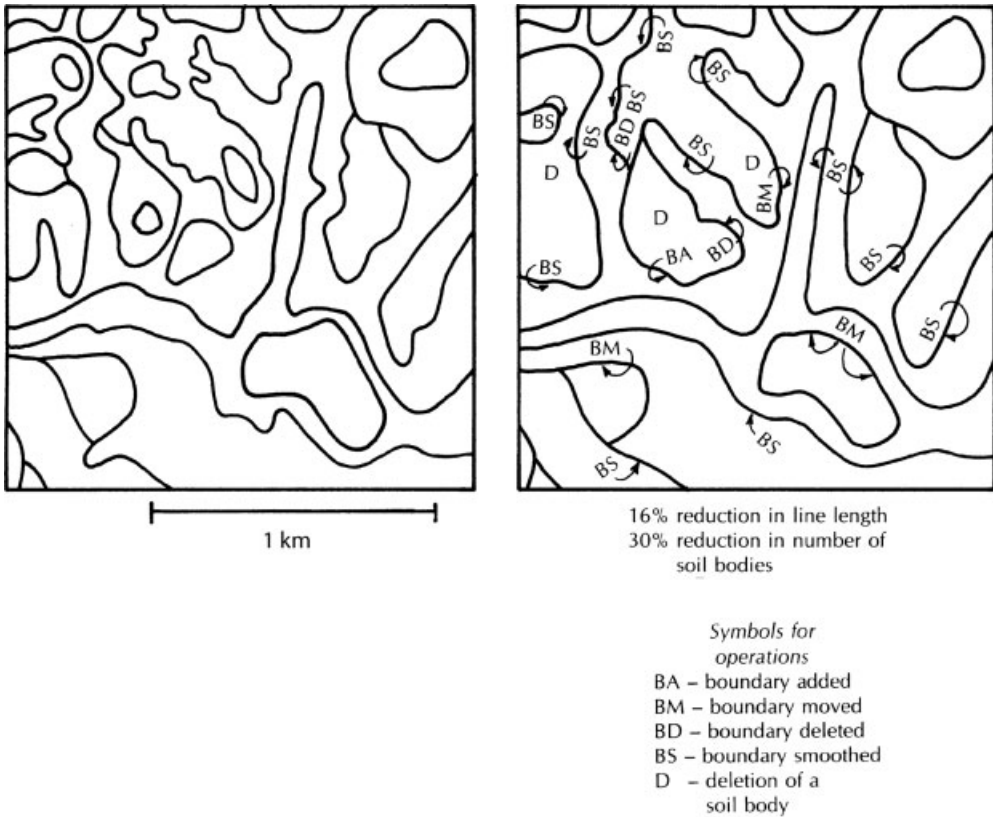 BS
BS
BS
BD BS
BS
BS
D
BS
D
BM
BS
D
BD
BA
BS
BS
BS
BM
BM
BS
BS
1 km
16% reduction in line length
30% reduction in number of
soil bodies
Symbols for
operations
BA – boundary added
BM – boundary moved
BD – boundary deleted
BS – boundary smoothed
D – deletion of a
soil body